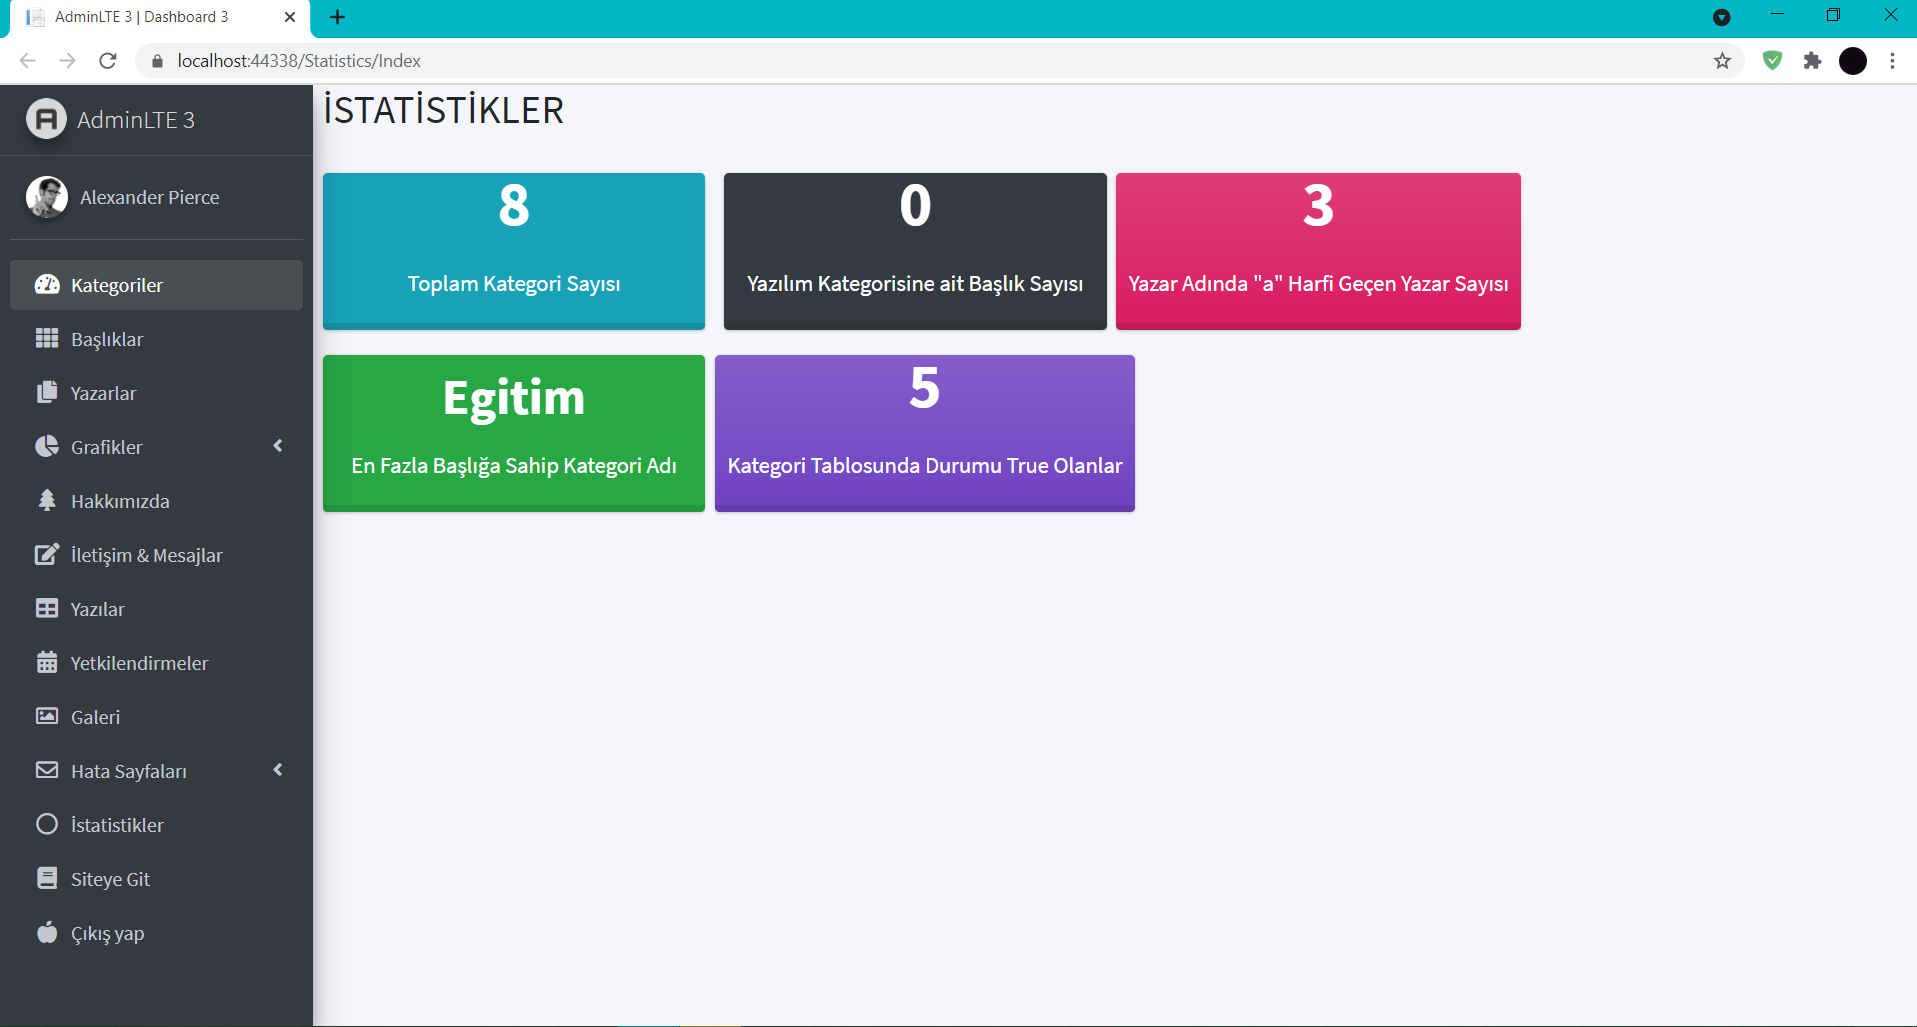 AdminLTE 3 | Dashboard 3
localhost:44338/Statistics/Index
AdminLTE 3
Alexander Pierce
Kategoriler
Başlıklar
Yazarlar
Grafikler
Hakkımızda
İletişim & Mesajlar
Yazılar
Yetkilendirmeler
Galeri
Hata Sayfaları
İstatistikler
Siteye Git
Çıkış yap
İSTATİSTİKLER
8
Toplam Kategori Sayısı
0
Yazılım Kategorisine ait Başlık Sayısı
3
Yazar Adında "a" Harfi Geçen Yazar Sayısı
Egitim
En Fazla Başlığa Sahip Kategori Adı
5
Kategori Tablosunda Durumu True Olanlar